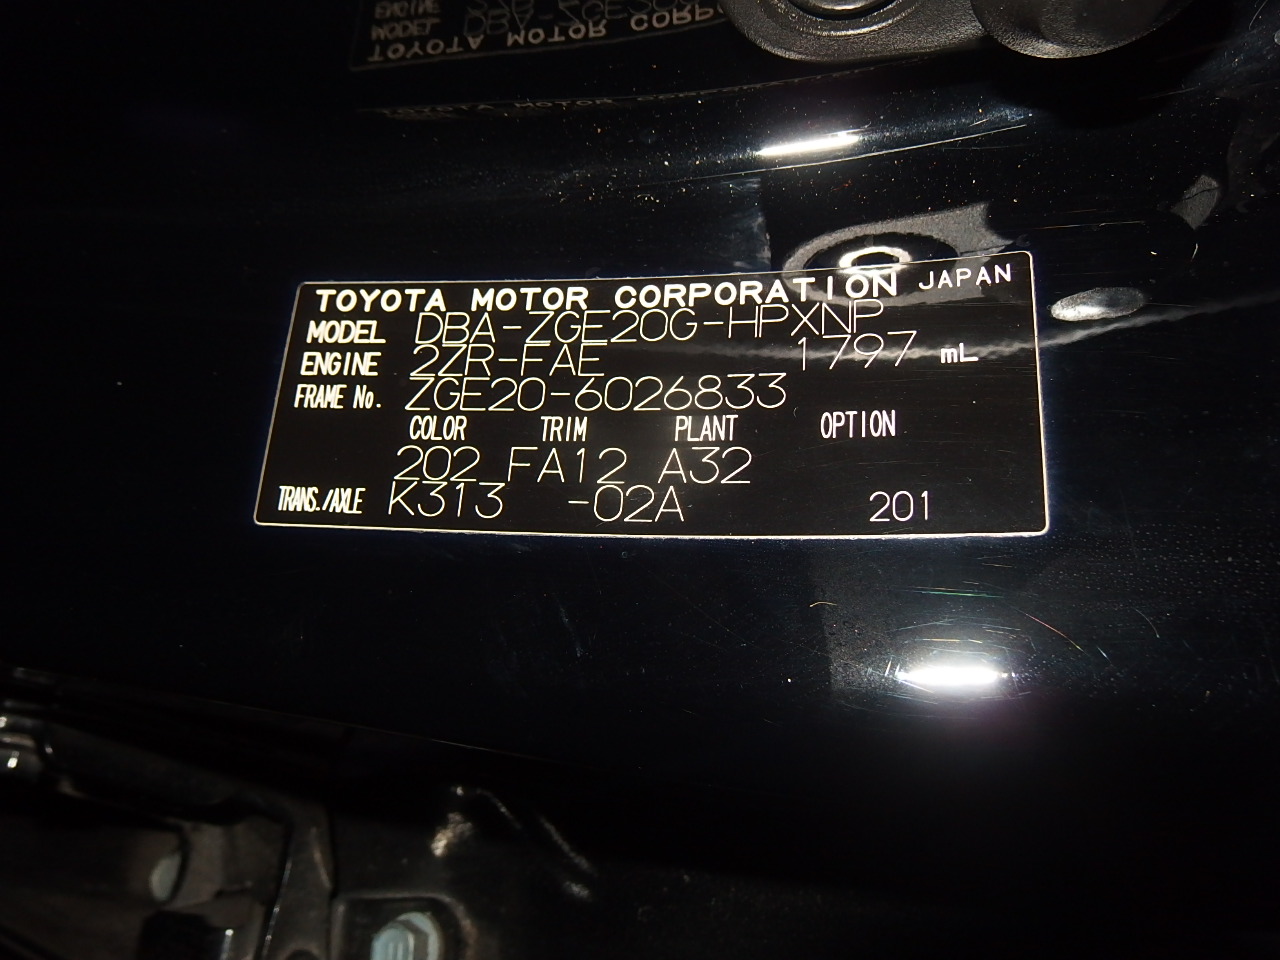 TOYOTA MOTOR CORPORATION JAPAN
MODEL DBA-ZGE20G-HPXNP
ENGINE 2ZR-FAE 1797 mL
FRAME No. ZGE20-6026833
COLOR TRIM PLANT OPTION
202 FA12 A32
TRANS./AXLE K313 -02A 201